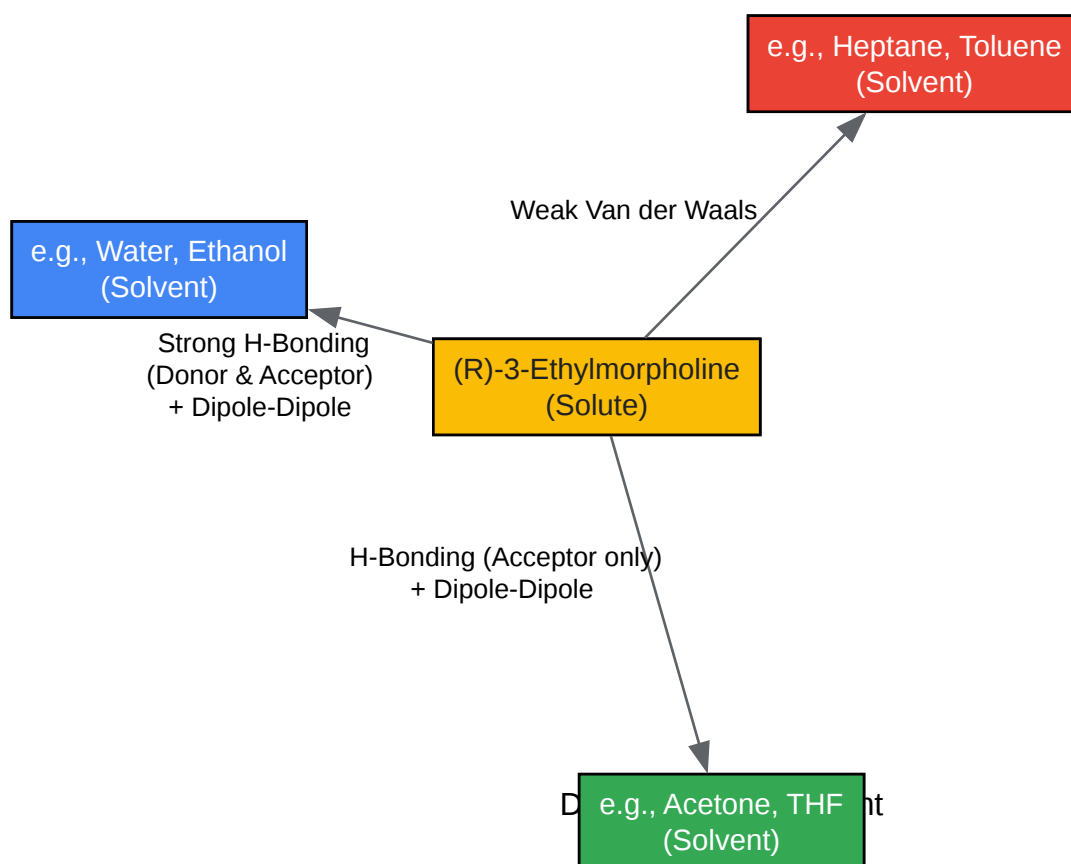 e.g., Heptane, Toluene
(Solvent)
Weak Van der Waals
e.g., Water, Ethanol
(Solvent)
Strong H-Bonding
(Donor & Acceptor)
+ Dipole-Dipole
(R)-3-Ethylmorpholine
(Solute)
H-Bonding (Acceptor only)
+ Dipole-Dipole
e.g., Acetone, THF
(Solvent)